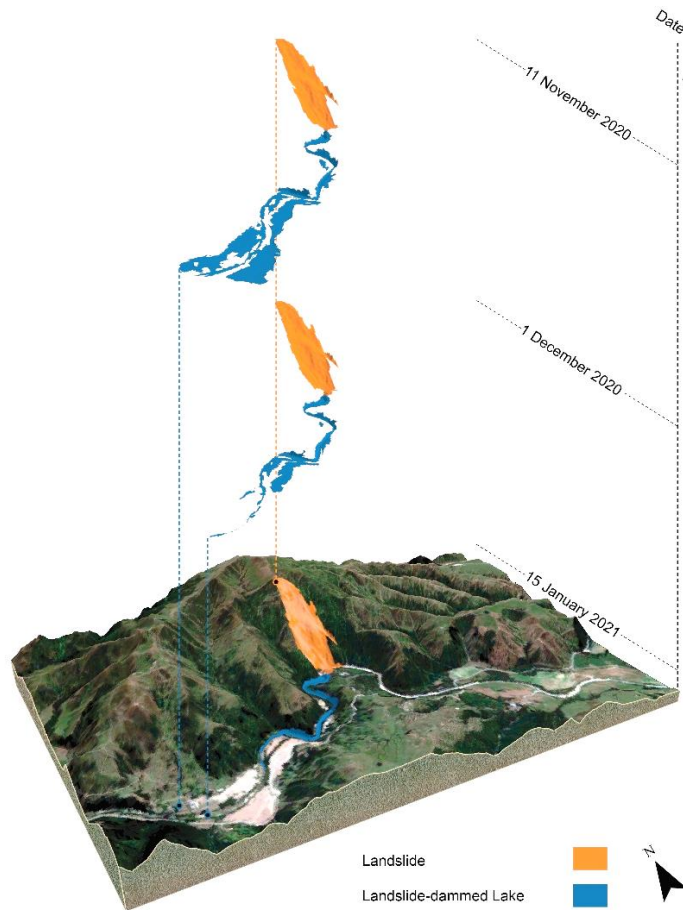 Date
11 November 2020
1 December 2020
15 January 2021
N
Landslide
Landslide-dammed Lake